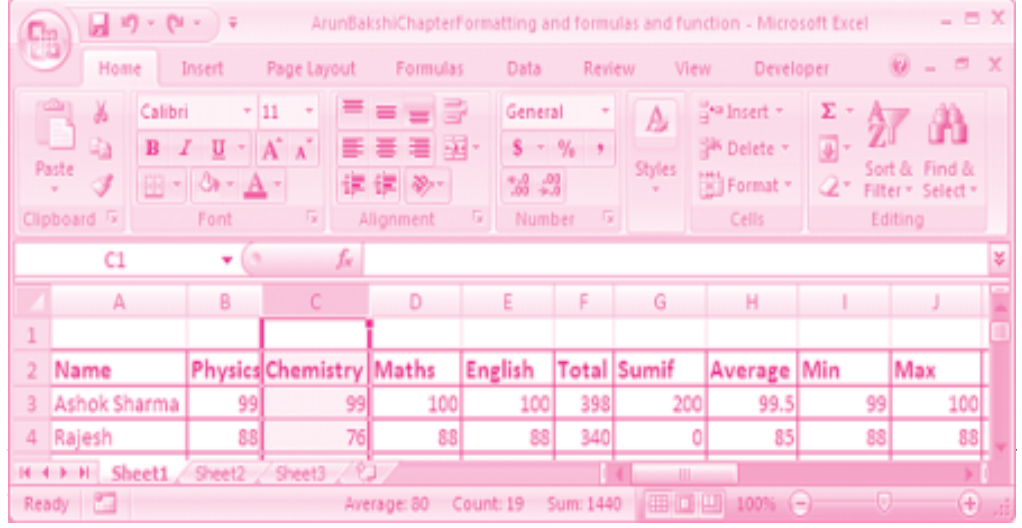 ArunBakshiChapterFormatting and formulas and function - Microsoft Excel
Home Insert Page Layout Formulas Data Review View Developer
Calibri 11 General Insert Σ
B I U A A $ % , Delete
Paste A .00 .0 Styles Format Sort & Filter Find & Select
Clipboard Font Alignment Number Cells Editing
C1 fx
A B C D E F G H I J
1
2 Name Physics Chemistry Maths English Total Sumif Average Min Max
3 Ashok Sharma 99 99 100 100 398 200 99.5 99 100
4 Rajesh 88 76 88 88 340 0 85 88 88
Sheet1 Sheet2 Sheet3
Ready Average: 80 Count: 19 Sum: 1440 100%